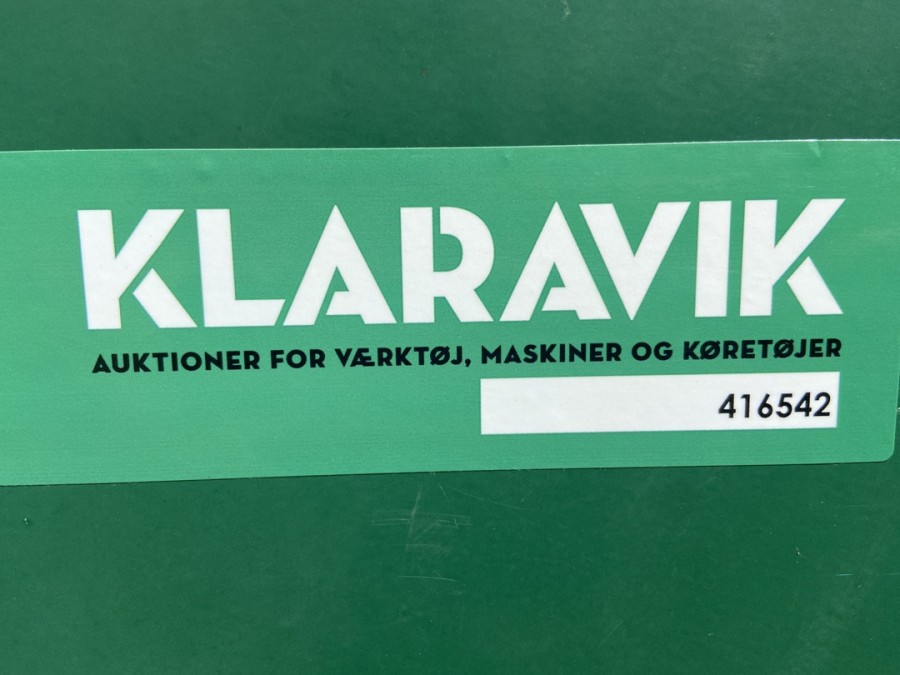 KLARAVIK
AUKTIONER FOR VÆRKTØJ, MASKINER OG KØRETØJER
416542